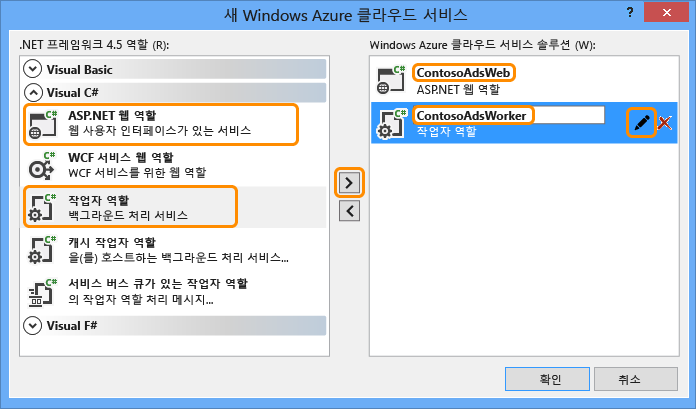 새 Windows Azure 클라우드 서비스
? X
.NET 프레임워크 4.5 역할 (R):
Visual Basic
Visual C#
C#
ASP.NET 웹 역할
웹 사용자 인터페이스가 있는 서비스
C#
WCF 서비스 웹 역할
WCF 서비스를 위한 웹 역할
C#
작업자 역할
백그라운드 처리 서비스
C#
캐시 작업자 역할
을(를) 호스트하는 백그라운드 처리 서비스...
C#
서비스 버스 큐가 있는 작업자 역할
의 작업자 역할 처리 메시지...
Visual F#
Windows Azure 클라우드 서비스 솔루션 (W):
C#
ContosoAdsWeb
ASP.NET 웹 역할
C#
ContosoAdsWorker
작업자 역할
확인
취소